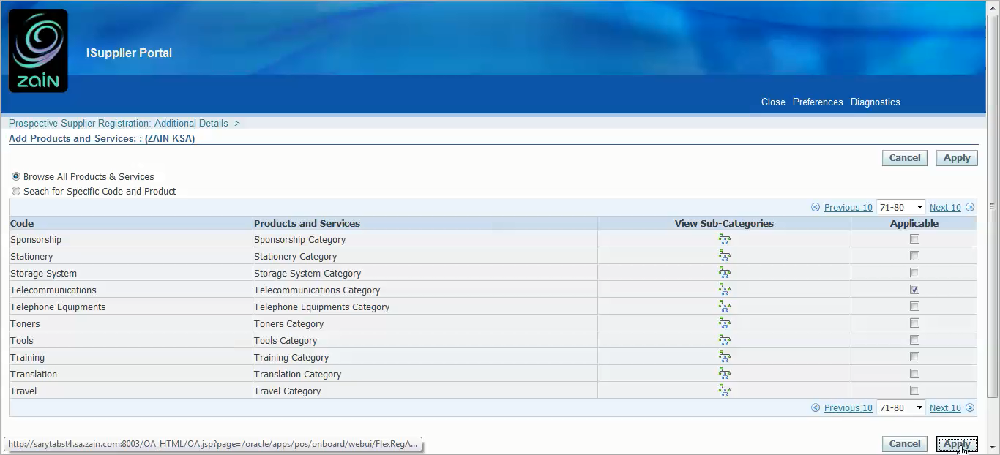 zain
iSupplier Portal
Close Preferences Diagnostics
Prospective Supplier Registration: Additional Details >
Add Products and Services: : (ZAIN KSA)
Cancel Apply
Browse All Products & Services
Seach for Specific Code and Product
Previous 10 71-80 Next 10
Code Products and Services View Sub-Categories Applicable
Sponsorship Sponsorship Category
Stationery Stationery Category
Storage System Storage System Category
Telecommunications Telecommunications Category
Telephone Equipments Telephone Equipments Category
Toners Toners Category
Tools Tools Category
Training Training Category
Translation Translation Category
Travel Travel Category
Previous 10 71-80 Next 10
http://sarytabst4.sa.zain.com:8003/OA_HTML/OA.jsp?page=/oracle/apps/pos/onboard/webui/FlexRegA...
Cancel Apply